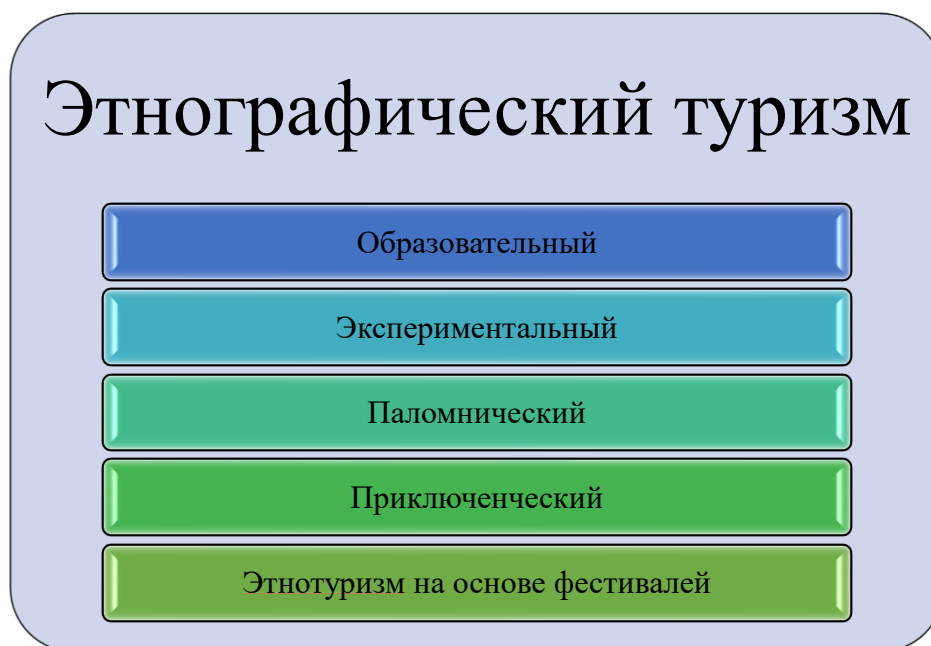 Этнографический туризм
Образовательный
Экспериментальный
Паломнический
Приключенческий
Этнотуризм на основе фестивалей